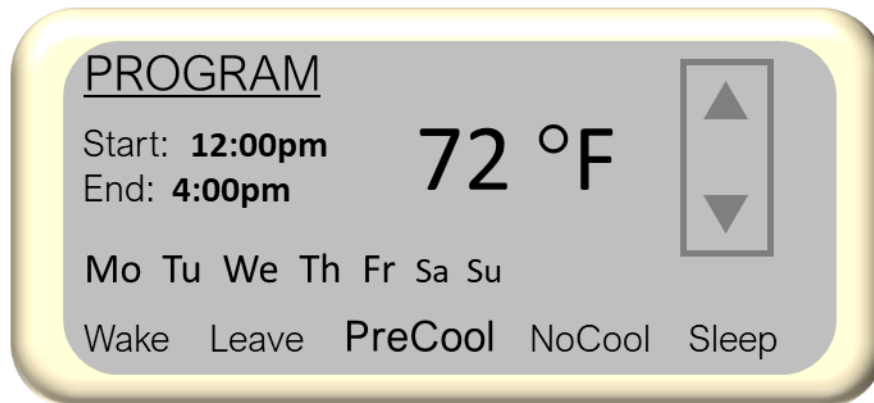 PROGRAM
Start: 12:00pm
End: 4:00pm
72 °F
Mo Tu We Th Fr Sa Su
Wake Leave PreCool NoCool Sleep